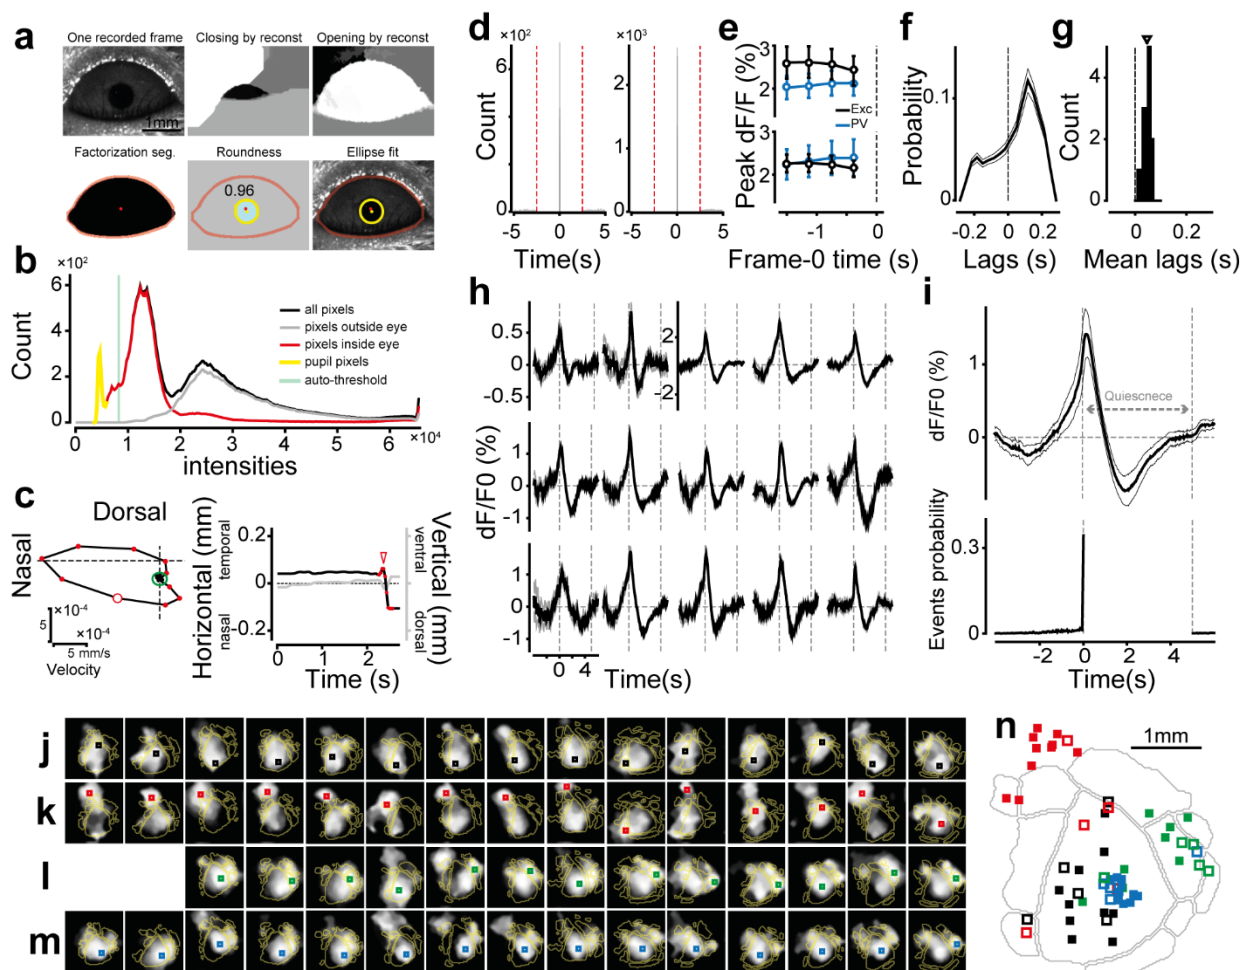 a
One recorded frame
Closing by reconst
Opening by reconst
1mm
Factorization seg.
Roundness
Ellipse fit
0.96
b
×10²
Count
6
4
2
0
all pixels
pixels outside eye
pixels inside eye
pupil pixels
auto-threshold
0
1
2
3
4
5
6
×10⁴
intensities
c
Dorsal
Nasal
×10⁻⁴
5
×10⁻⁴
5 mm/s
Velocity
Horizontal (mm)
temporal
nasal
0.2
0
-0.2
Vertical (mm)
ventral
dorsal
0
2
Time (s)
d
×10²
6
0
Count
-5
0
5
×10³
2
0
-5
0
5
Time(s)
e
Peak dF/F (%)
3
2
3
2
Exc
PV
-1
0
Frame-0 time (s)
f
Probability
0.1
0
-0.2
0
0.2
Lags (s)
g
Count
4
2
0
0
0.2
Mean lags (s)
h
dF/F0 (%)
0.5
0
-0.5
2
-2
1
0
-1
1
0
-1
0
4
Time(s)
i
dF/F0 (%)
1
0
Quiescnece
Events probability
0.3
0
-2
0
2
4
Time(s)
j
k
l
m
n
1mm